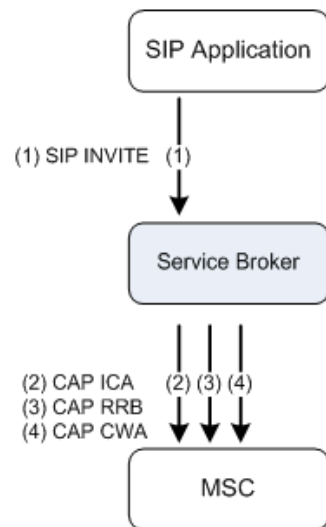 SIP Application
(1) SIP INVITE (1)
Service Broker
(2) CAP ICA
(3) CAP RRB
(4) CAP CWA
(2) (3) (4)
MSC